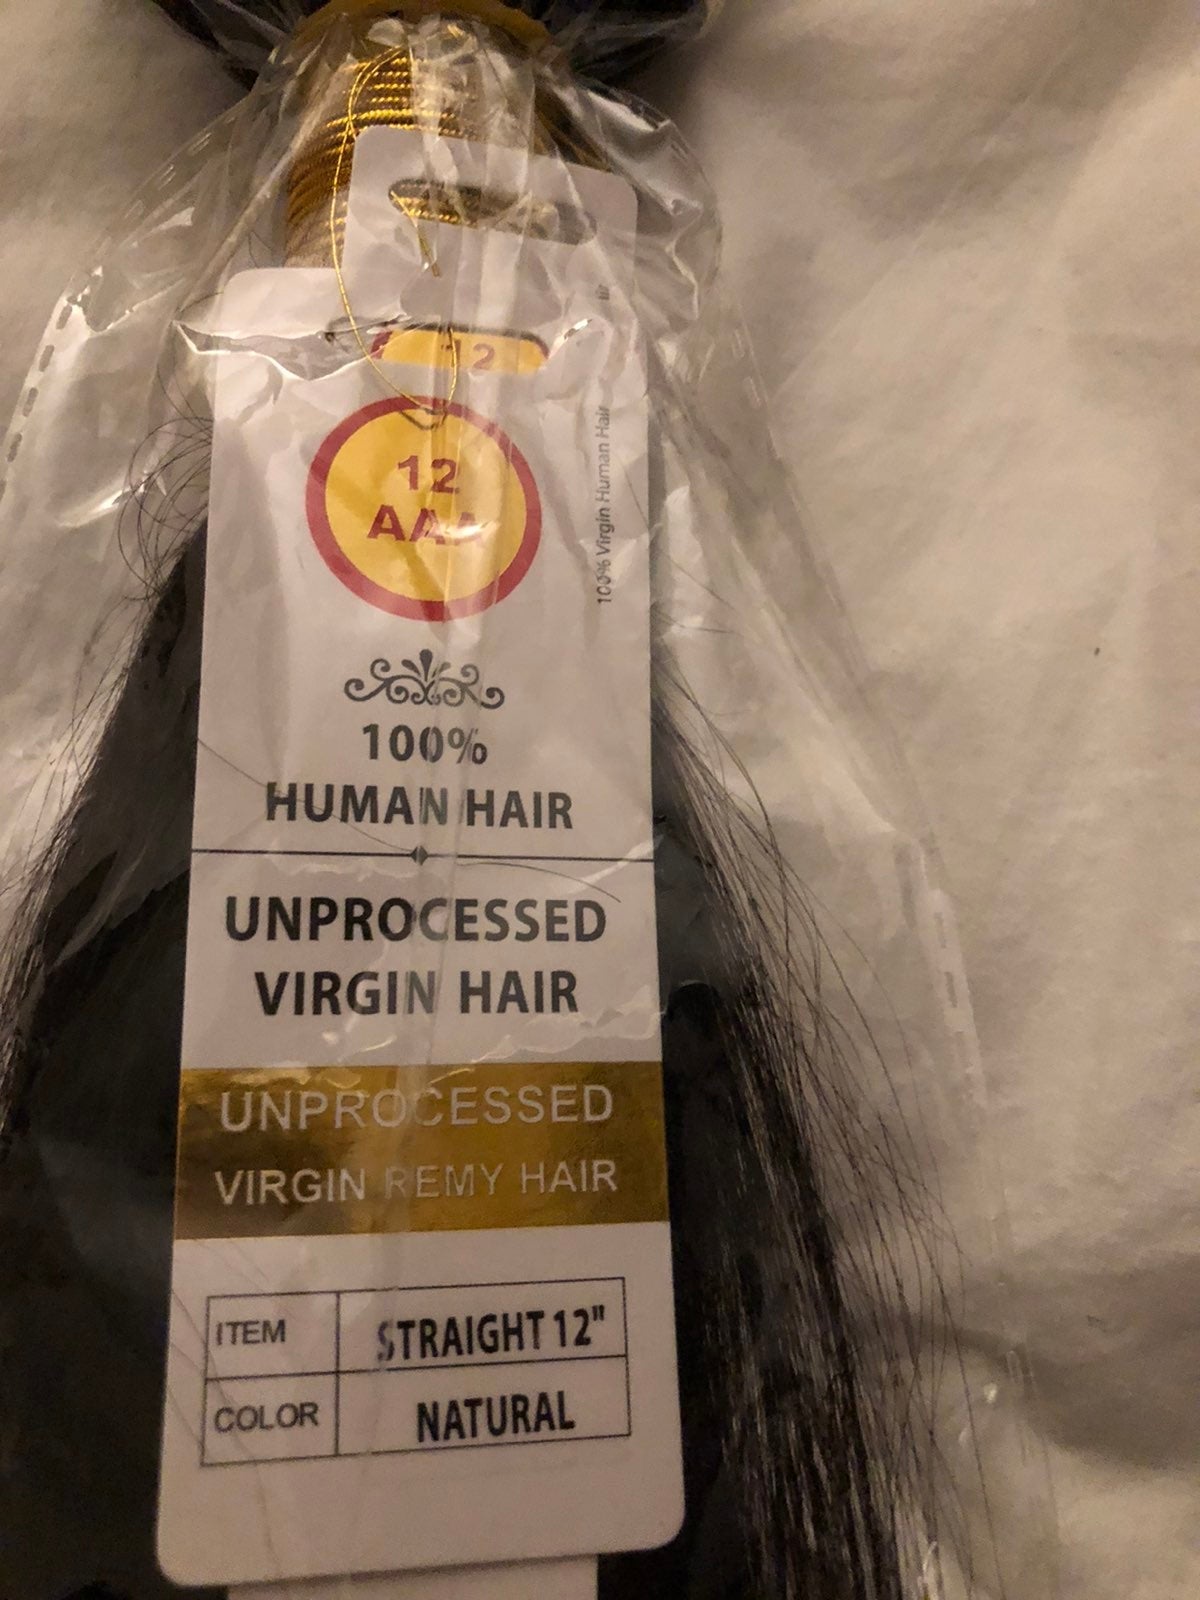 12
12
AAA
100% Virgin Human Hair
100%
HUMAN HAIR
UNPROCESSED
VIRGIN HAIR
UNPROCESSED
VIRGIN REMY HAIR
ITEM STRAIGHT 12"
COLOR NATURAL